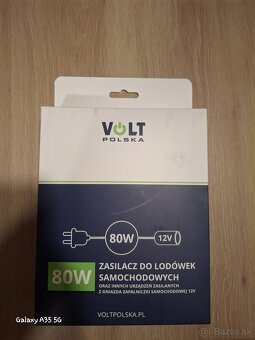 VOLT
POLSKA
80W
12V
80W
ZASILACZ DO LODÓWEK
SAMOCHODOWYCH
ORAZ INNYCH URZĄDZEŃ ZASILANYCH
Z GNIAZDA ZAPALNICZKI SAMOCHODOWEJ 12V
VOLTPOLSKA.PL
Galaxy A35 5G
bazos.sk